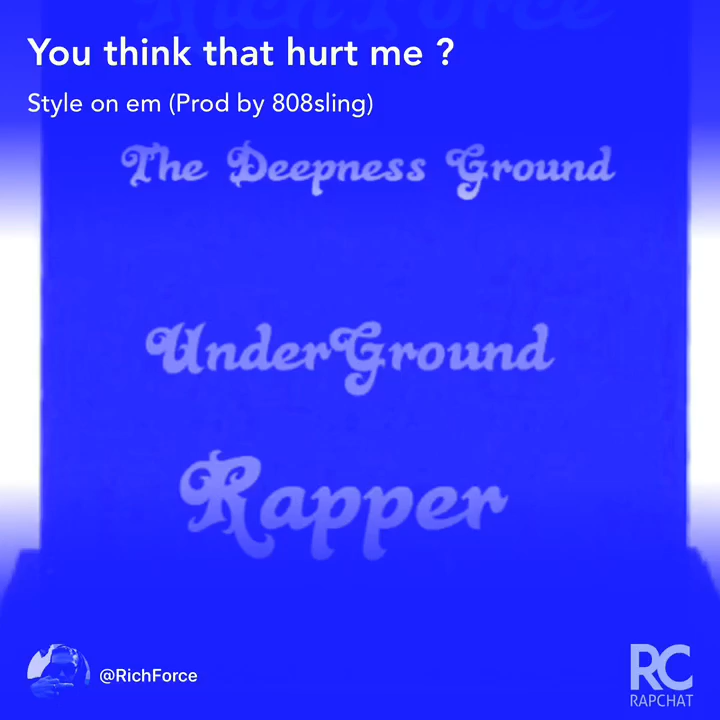 RichForce
You think that hurt me ?
Style on em (Prod by 808sling)
The Deepness Ground
UnderGround
Rapper
@RichForce
RC
RAPCHAT